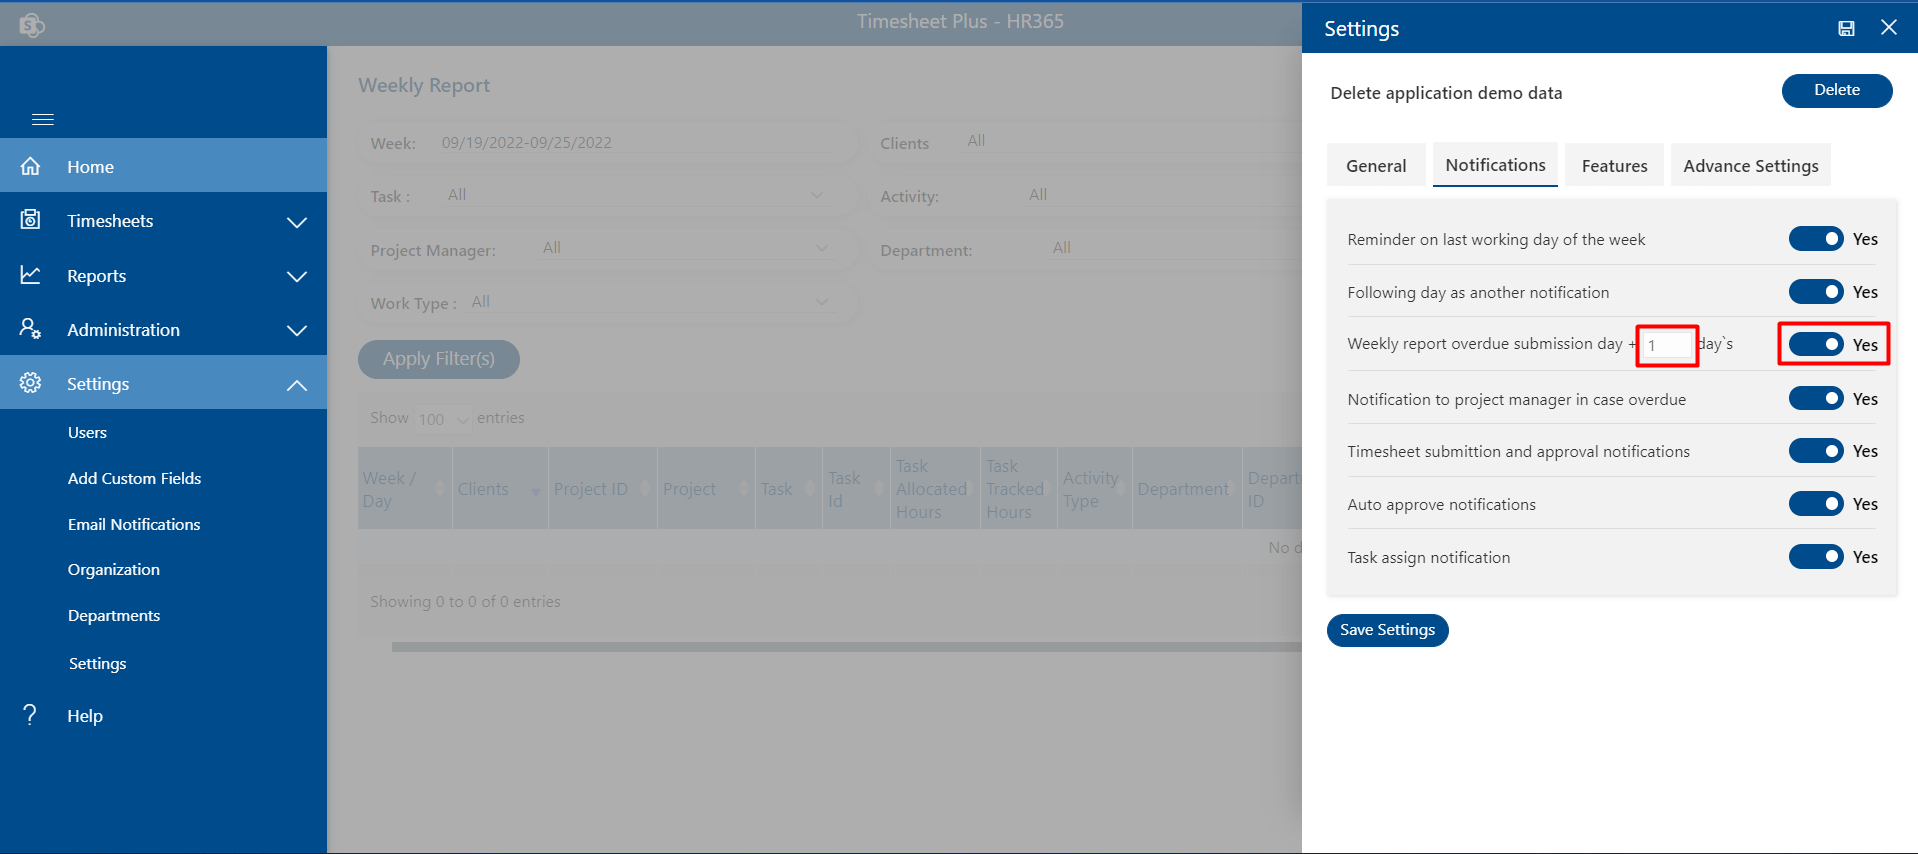 S
Timesheet Plus - HR365
Settings
Home
Timesheets
Reports
Administration
Settings
Users
Add Custom Fields
Email Notifications
Organization
Departments
Settings
? Help
Weekly Report
Week: 09/19/2022-09/25/2022
Clients All
Task : All
Activity: All
Project Manager: All
Department: All
Work Type : All
Apply Filter(s)
Show 100 entries
Week / Day
Clients
Project ID
Project
Task
Task Id
Task Allocated Hours
Task Tracked Hours
Activity Type
Department
Depart
ID
No d
Showing 0 to 0 of 0 entries
Delete application demo data
Delete
General
Notifications
Features
Advance Settings
Reminder on last working day of the week Yes
Following day as another notification Yes
Weekly report overdue submission day + 1 day`s Yes
Notification to project manager in case overdue Yes
Timesheet submittion and approval notifications Yes
Auto approve notifications Yes
Task assign notification Yes
Save Settings